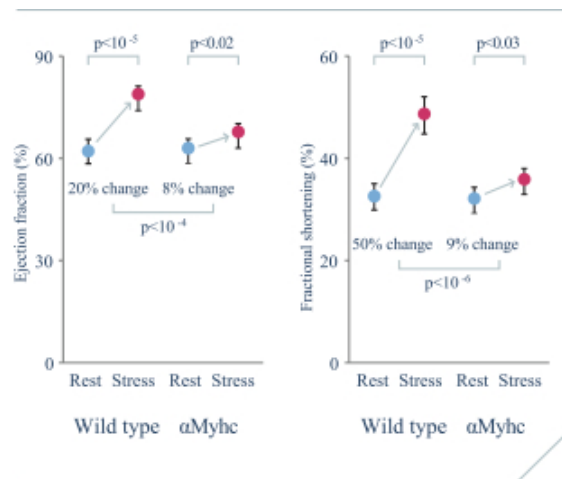 p<10⁻⁵ p<0.02
90
60
30
0
Ejection fraction (%)
20% change 8% change
p<10⁻⁴
Rest Stress Rest Stress
Wild type αMyhc
p<10⁻⁵ p<0.03
60
40
20
0
Fractional shortening (%)
50% change 9% change
p<10⁻⁶
Rest Stress Rest Stress
Wild type αMyhc